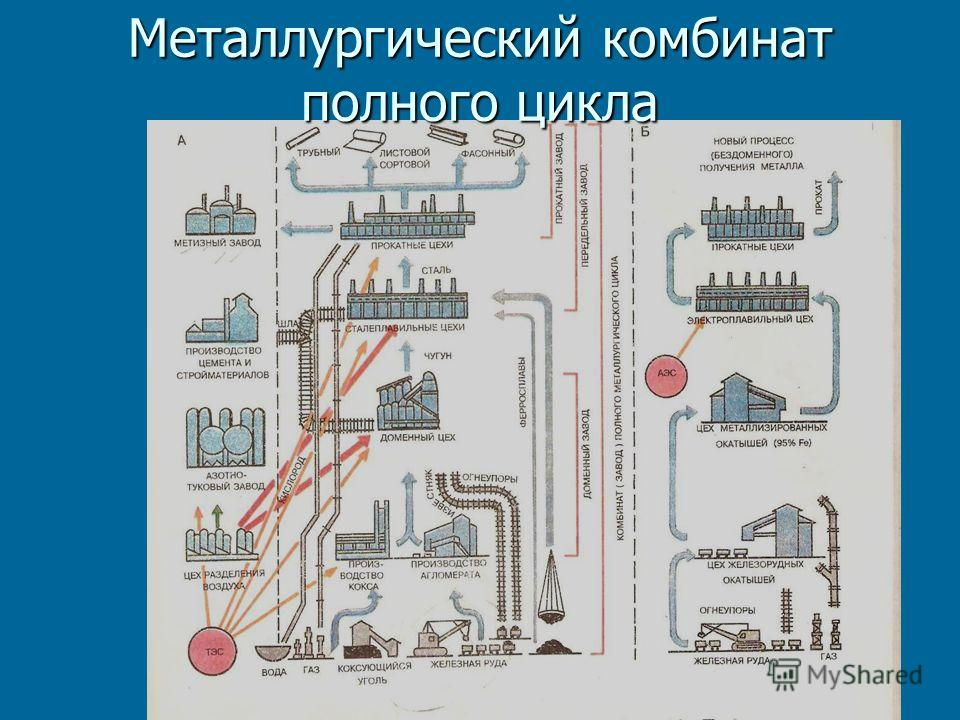 Металлургический комбинат
полного цикла
А
ТРУБНЫЙ
ЛИСТОВОЙ
СОРТОВОЙ
ФАСОННЫЙ
МЕТИЗНЫЙ ЗАВОД
ПРОКАТНЫЕ ЦЕХИ
СТАЛЬ
СТАЛЕПЛАВИЛЬНЫЕ ЦЕХИ
ШЛА
ПРОИЗВОДСТВО
ЦЕМЕНТА И
СТРОЙМАТЕРИАЛОВ
ЧУГУН
ДОМЕННЫЙ ЦЕХ
АЗОТНО-
ТУКОВЫЙ ЗАВОД
КИСЛОРОД
ИЗВЕ
СТНЯК
ОГНЕУПОРЫ
ФЕРРОСПЛАВЫ
ЦЕХ РАЗДЕЛЕНИЯ
ВОЗДУХА
ПРОИЗ-
ВОДСТВО
КОКСА
ПРОИЗВОДСТВО
АГЛОМЕРАТА
ТЭС
ВОДА
ГАЗ
КОКСУЮЩИЙСЯ
УГОЛЬ
ЖЕЛЕЗНАЯ РУДА
ПРОКАТНЫЙ ЗАВОД
ПЕРЕДЕЛЬНЫЙ ЗАВОД
ДОМЕННЫЙ ЗАВОД
КОМБИНАТ (ЗАВОД) ПОЛНОГО МЕТАЛЛУРГИЧЕСКОГО ЦИКЛА
Б
НОВЫЙ ПРОЦЕСС
(БЕЗДОМЕННОГО)
ПОЛУЧЕНИЯ МЕТАЛЛА
ПРОКАТ
ПРОКАТНЫЕ ЦЕХИ
ЭЛЕКТРОПЛАВИЛЬНЫЙ ЦЕХ
АЭС
ЦЕХ МЕТАЛЛИЗИРОВАННЫХ
ОКАТЫШЕЙ (95% Fe)
ЦЕХ ЖЕЛЕЗОРУДНЫХ
ОКАТЫШЕЙ
ОГНЕУПОРЫ
ЖЕЛЕЗНАЯ РУДА
ГАЗ
MyShared